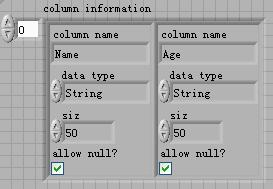 column information
0
column name
Name
data type
String
siz
50
allow null?
column name
Age
data type
String
siz
50
allow null?